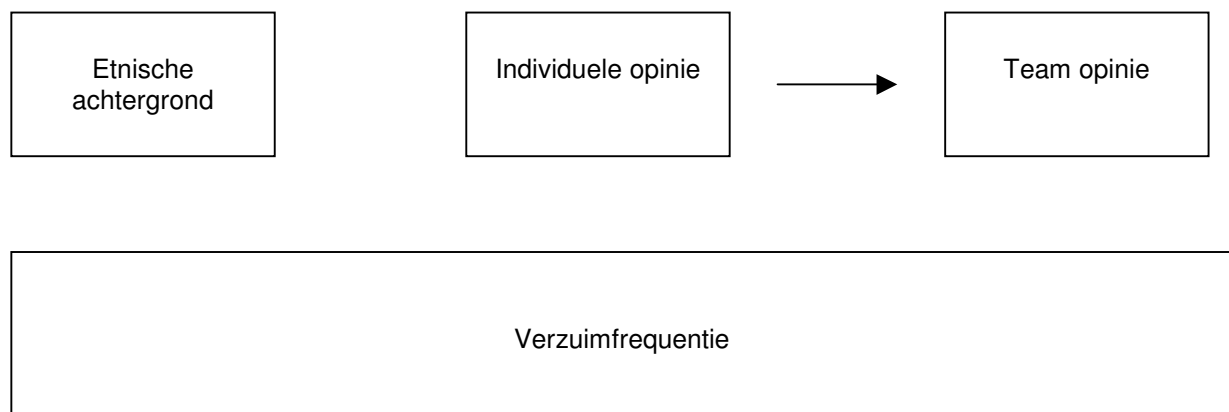 Etnische
achtergrond
Individuele opinie
Team opinie
Verzuimfrequentie